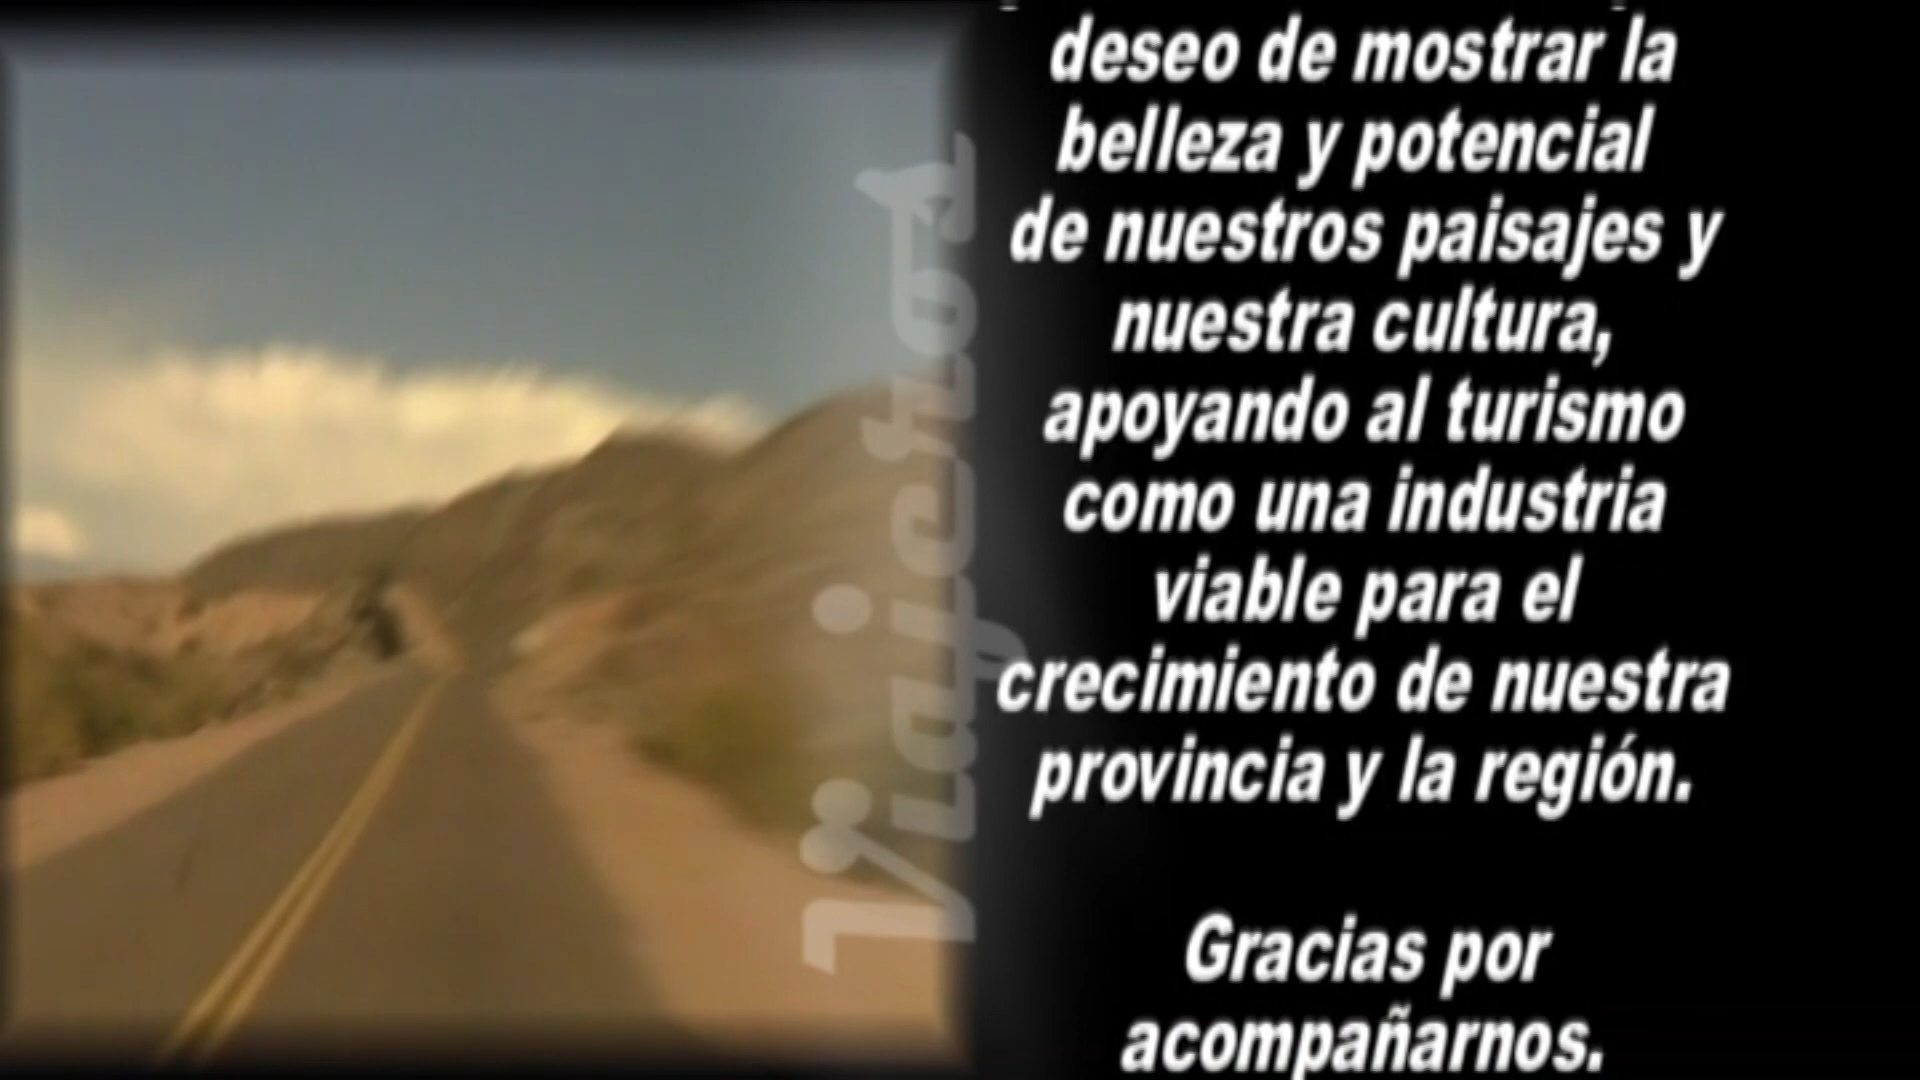 deseo de mostrar la
belleza y potencial
de nuestros paisajes y
nuestra cultura,
apoyando al turismo
como una industria
viable para el
crecimiento de nuestra
provincia y la región.
Gracias por
acompañarnos.
Viajeros